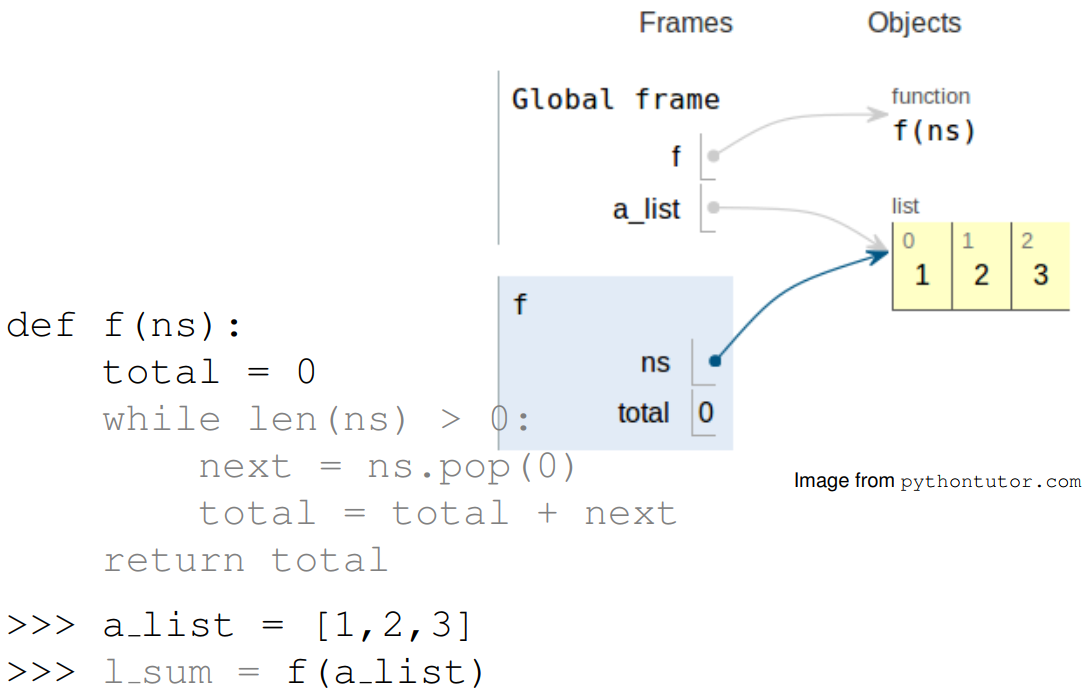 Frames Objects
Global frame
f
a_list
function
f(ns)
list
0 1 2
1 2 3
f
ns
total 0
def f(ns):
    total = 0
    while len(ns) > 0:
        next = ns.pop(0)
        total = total + next
    return total
Image from pythontutor.com
>>> a_list = [1,2,3]
>>> l_sum = f(a_list)